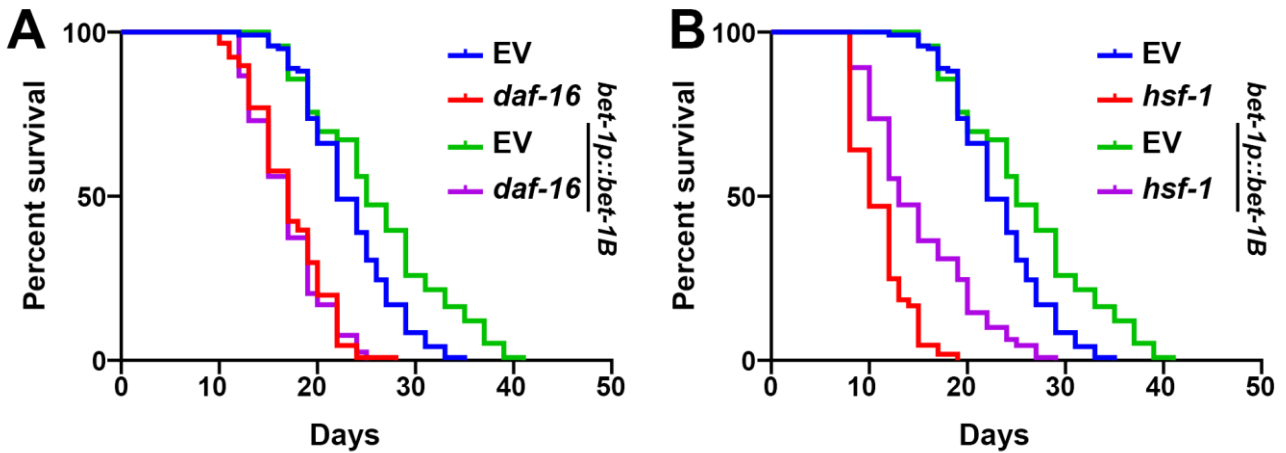 A
Percent survival
100
50
0
0 10 20 30 40 50
Days
EV
daf-16
EV
daf-16
bet-1p::bet-1B
B
Percent survival
100
50
0
0 10 20 30 40 50
Days
EV
hsf-1
EV
hsf-1
bet-1p::bet-1B